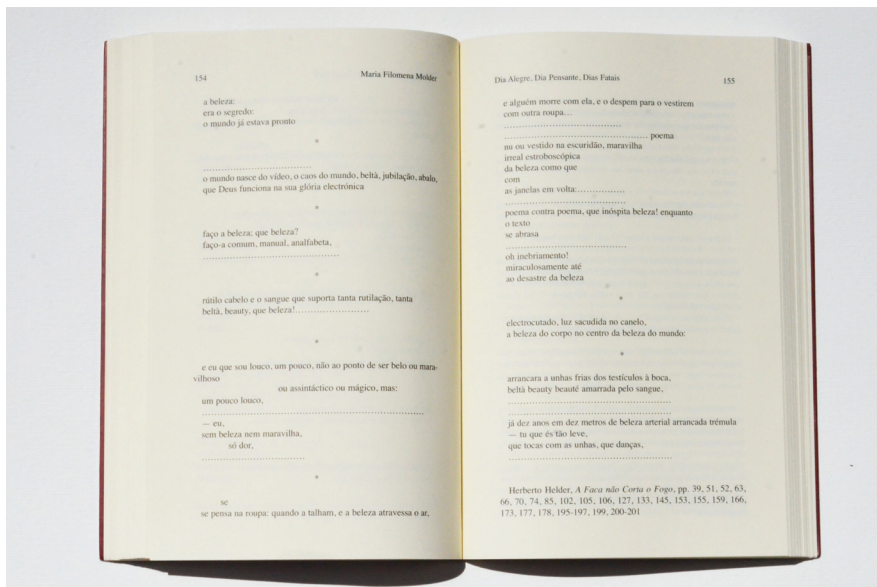 154
Maria Filomena Molder
a beleza:
era o segredo:
o mundo já estava pronto
*
................................
o mundo nasce do vídeo, o caos do mundo, beltà, jubilação, abalo,
que Deus funciona na sua glória electrónica
*
faço a beleza; que beleza?
faço-a comum, manual, analfabeta,
........................................
*
rútilo cabelo e o sangue que suporta tanta rutilação, tanta
beltà, beauty, que beleza!......................
*
e eu que sou louco, um pouco, não ao ponto de ser belo ou mara-
vilhoso
ou assintáctico ou mágico, mas:
um pouco louco,
..................................................................
— eu,
sem beleza nem maravilha,
só dor,
..............................
*
se
se pensa na roupa: quando a talham, e a beleza atravessa o ar,
Dia Alegre, Dia Pensante, Dias Fatais
155
e alguém morre com ela, e o despem para o vestirem
com outra roupa...
...................................
.......................................... poema
nu ou vestido na escuridão, maravilha
irreal estroboscópica
da beleza como que
com
as janelas em volta:..............
....................................
poema contra poema, que inóspita beleza! enquanto
o texto
se abrasa
....................................
oh inebriamento!
miraculosamente até
ao desastre da beleza
*
electrocutado, luz sacudida no canelo,
a beleza do corpo no centro da beleza do mundo:
*
arrancara a unhas frias dos testículos à boca,
beltà beauty beauté amarrada pelo sangue,
................................................
................................................
já dez anos em dez metros de beleza arterial arrancada trémula
— tu que és tão leve,
que tocas com as unhas, que danças,
................................................
Herberto Helder, A Faca não Corta o Fogo, pp. 39, 51, 52, 63,
66, 70, 74, 85, 102, 105, 106, 127, 133, 145, 153, 155, 159, 166,
173, 177, 178, 195-197, 199, 200-201